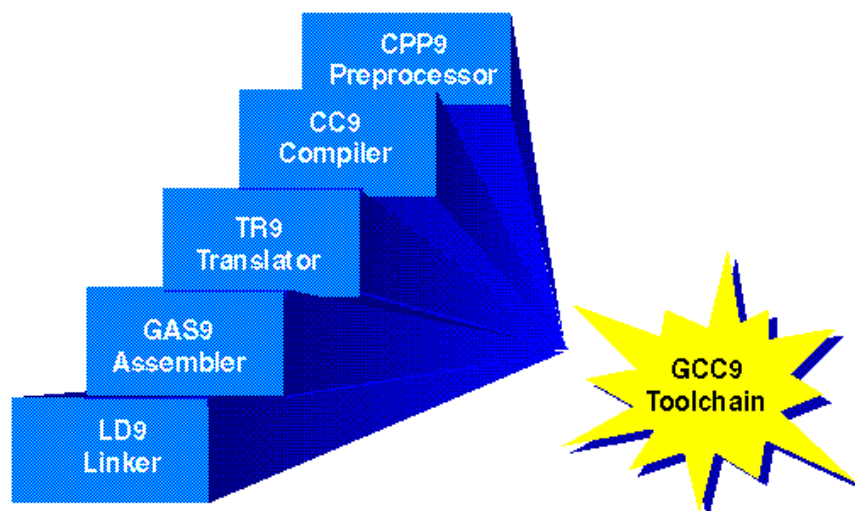 CPP9
Preprocessor
CC9
Compiler
TR9
Translator
GAS9
Assembler
LD9
Linker
GCC9
Toolchain